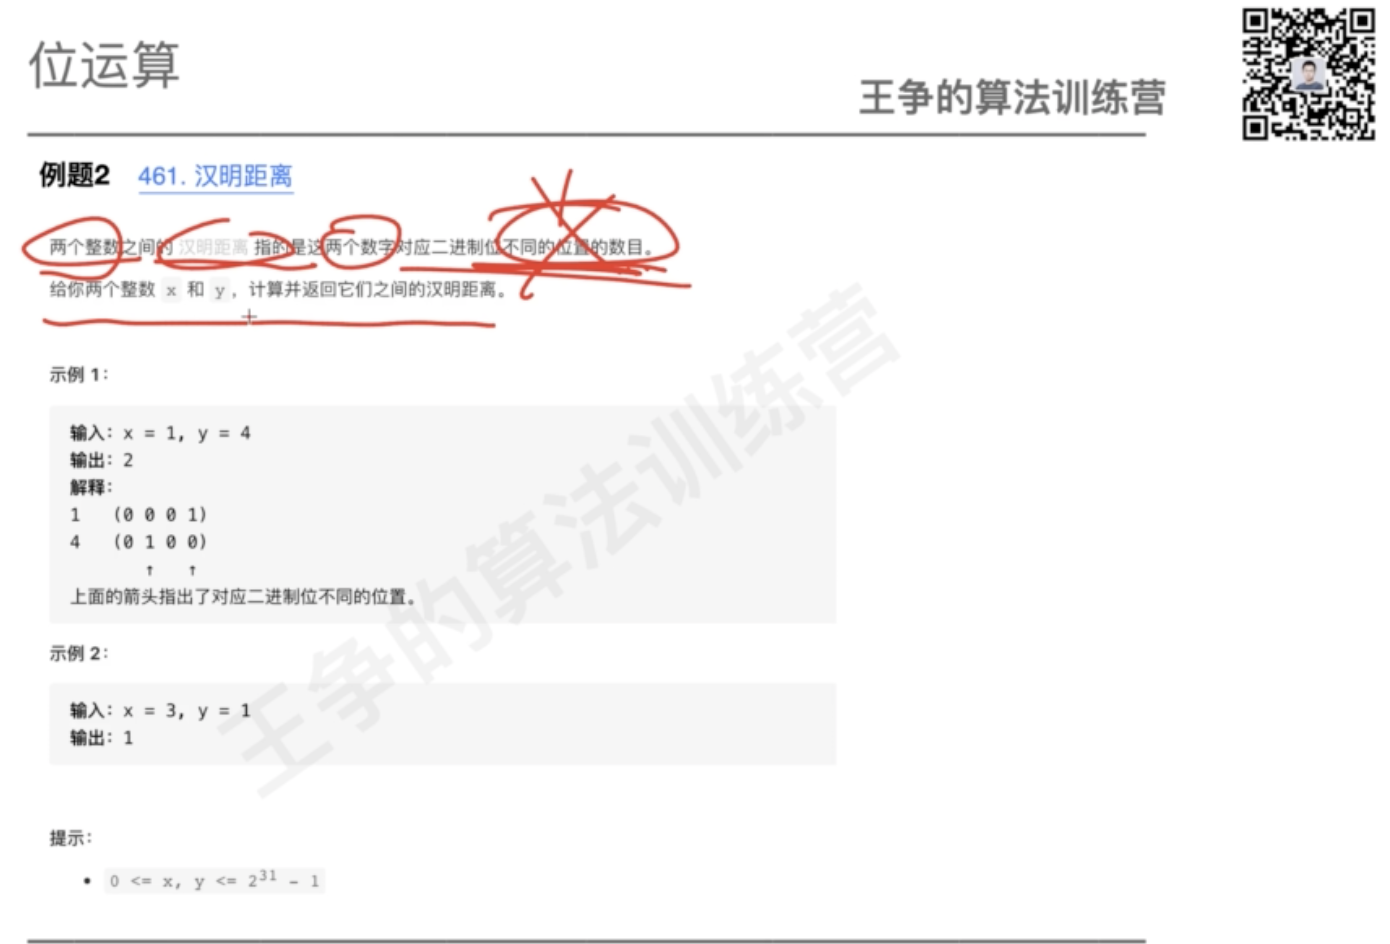 位运算
王争的算法训练营
例题2 461. 汉明距离
两个整数之间的 汉明距离 指的是这两个数字对应二进制位不同的位置的数目。
给你两个整数 x 和 y，计算并返回它们之间的汉明距离。
示例 1：
输入：x = 1, y = 4
输出：2
解释：
1 (0 0 0 1)
4 (0 1 0 0)
↑ ↑
上面的箭头指出了对应二进制位不同的位置。
示例 2：
输入：x = 3, y = 1
输出：1
提示：
• 0 <= x, y <= 2^31 - 1
王争的算法训练营